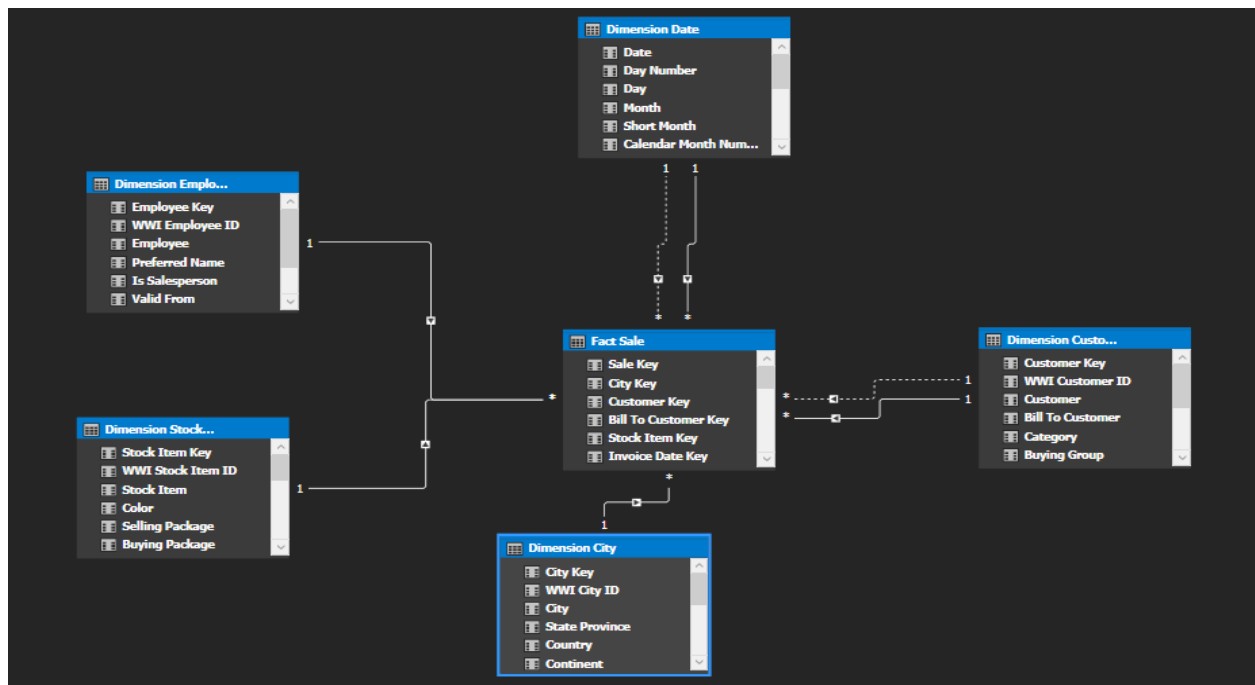 Dimension Date
Date
Day Number
Day
Month
Short Month
Calendar Month Num...
1 1
Dimension Emplo...
Employee Key
WWI Employee ID
Employee
Preferred Name
Is Salesperson
Valid From
1
* *
Fact Sale
Sale Key
City Key
Customer Key
Bill To Customer Key
Stock Item Key
Invoice Date Key
*
*
*
*
Dimension Custo...
Customer Key
WWI Customer ID
Customer
Bill To Customer
Category
Buying Group
1
1
Dimension Stock...
Stock Item Key
WWI Stock Item ID
Stock Item
Color
Selling Package
Buying Package
1
1
Dimension City
City Key
WWI City ID
City
State Province
Country
Continent